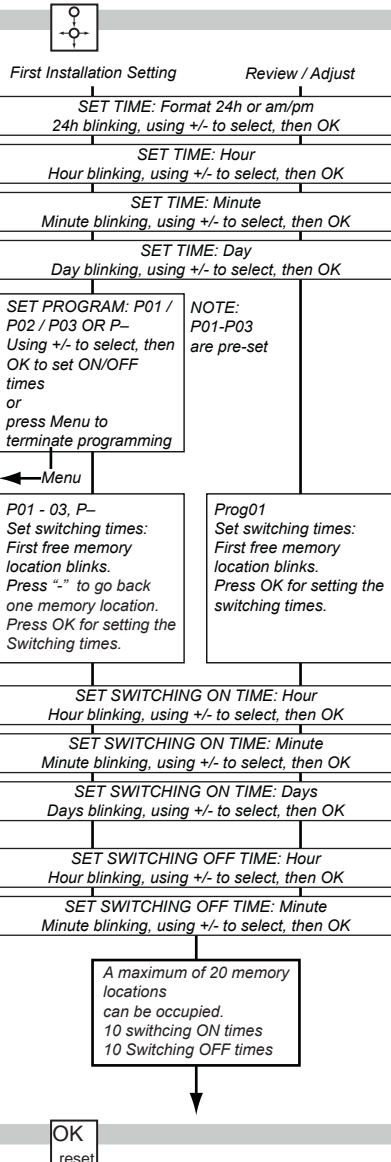 First Installation Setting
Review / Adjust
SET TIME: Format 24h or am/pm
24h blinking, using +/- to select, then OK
SET TIME: Hour
Hour blinking, using +/- to select, then OK
SET TIME: Minute
Minute blinking, using +/- to select, then OK
SET TIME: Day
Day blinking, using +/- to select, then OK
SET PROGRAM: P01 /
P02 / P03 OR P–
Using +/- to select, then
OK to set ON/OFF
times
or
press Menu to
terminate programming
NOTE:
P01-P03
are pre-set
Menu
P01 - 03, P–
Set switching times:
First free memory
location blinks.
Press “-” to go back
one memory location.
Press OK for setting the
Switching times.
Prog01
Set switching times:
First free memory
location blinks.
Press OK for setting the
switching times.
SET SWITCHING ON TIME: Hour
Hour blinking, using +/- to select, then OK
SET SWITCHING ON TIME: Minute
Minute blinking, using +/- to select, then OK
SET SWITCHING ON TIME: Days
Days blinking, using +/- to select, then OK
SET SWITCHING OFF TIME: Hour
Hour blinking, using +/- to select, then OK
SET SWITCHING OFF TIME: Minute
Minute blinking, using +/- to select, then OK
A maximum of 20 memory
locations
can be occupied.
10 swithcing ON times
10 Switching OFF times
OK
reset